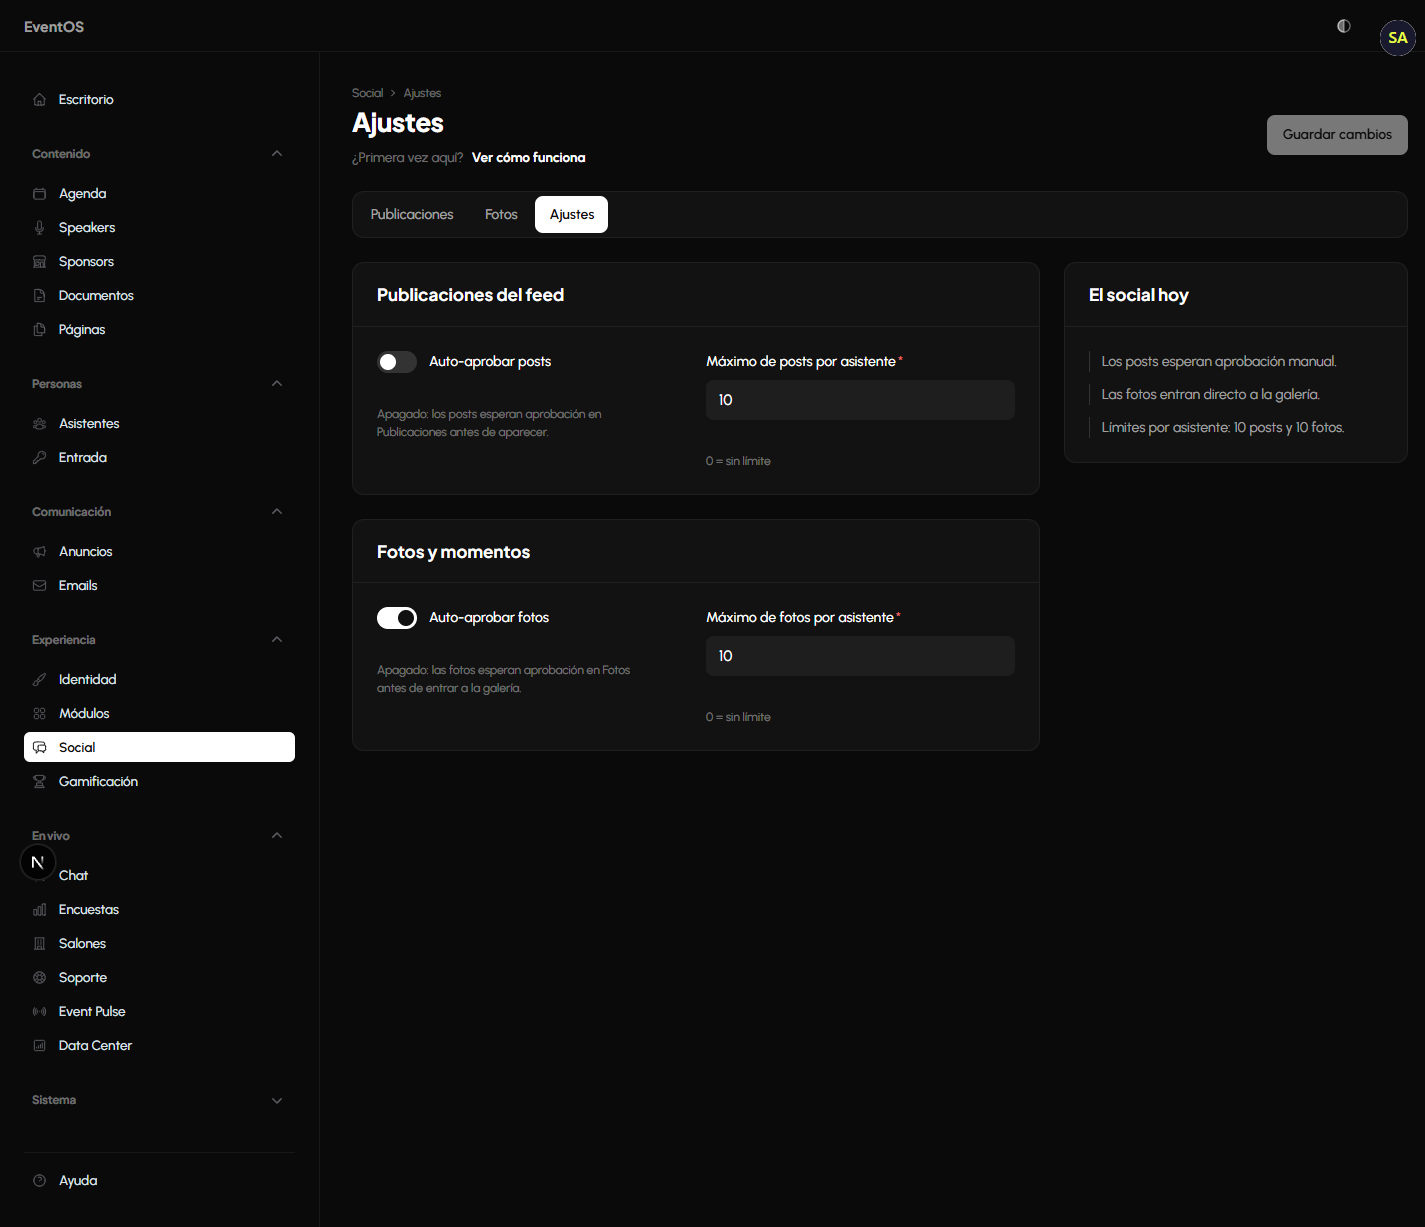 EventOS
SA
Escritorio
Contenido
Agenda
Speakers
Sponsors
Documentos
Páginas
Personas
Asistentes
Entrada
Comunicación
Anuncios
Emails
Experiencia
Identidad
Módulos
Social
Gamificación
En vivo
N
Chat
Encuestas
Salones
Soporte
Event Pulse
Data Center
Sistema
Ayuda
Social > Ajustes
Ajustes
¿Primera vez aquí? Ver cómo funciona
Guardar cambios
Publicaciones Fotos Ajustes
Publicaciones del feed
Auto-aprobar posts
Apagado: los posts esperan aprobación en
Publicaciones antes de aparecer.
Máximo de posts por asistente *
10
0 = sin límite
Fotos y momentos
Auto-aprobar fotos
Apagado: las fotos esperan aprobación en Fotos
antes de entrar a la galería.
Máximo de fotos por asistente *
10
0 = sin límite
El social hoy
Los posts esperan aprobación manual.
Las fotos entran directo a la galería.
Límites por asistente: 10 posts y 10 fotos.